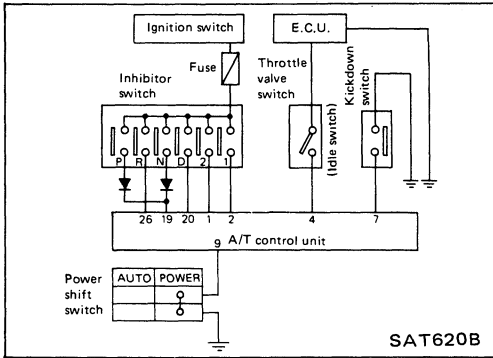 Ignition switch
E.C.U.
Fuse
Throttle
valve
switch
Kickdown
switch
Inhibitor
switch
(Idle switch)
P R N D 2 1
26 19 20 1 2 4 7
9 A/T control unit
Power
shift
switch
AUTO POWER
SAT620B